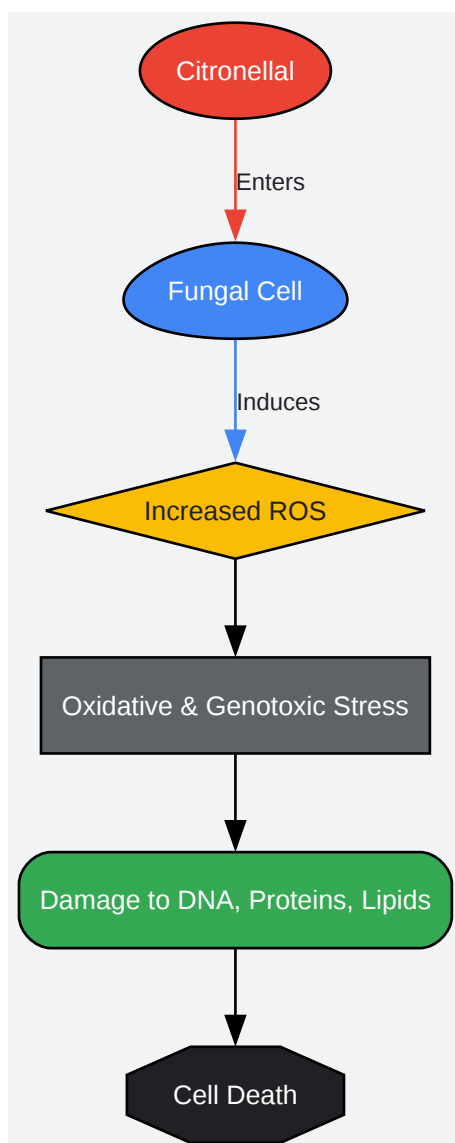 Citronellal
Enters
Fungal Cell
Induces
Increased ROS
Oxidative & Genotoxic Stress
Damage to DNA, Proteins, Lipids
Cell Death